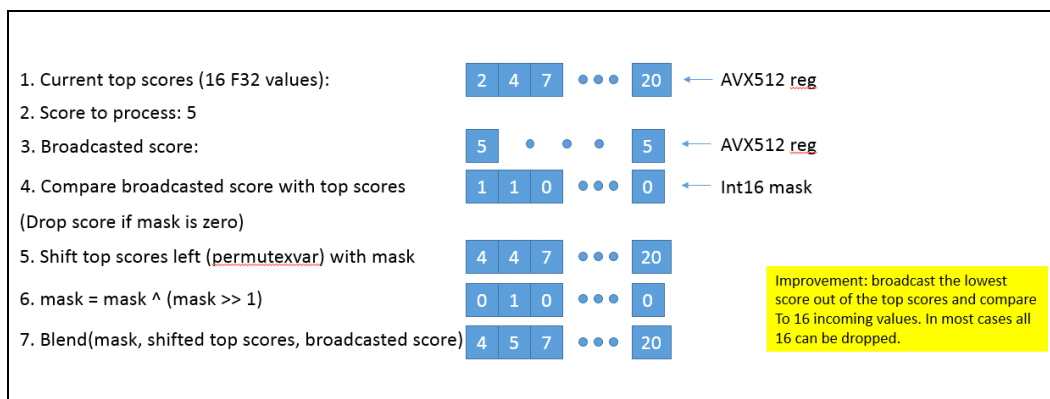 1. Current top scores (16 F32 values): 2 4 7 ••• 20 AVX512 reg
2. Score to process: 5
3. Broadcasted score: 5 • • • 5 AVX512 reg
4. Compare broadcasted score with top scores 1 1 0 ••• 0 Int16 mask
(Drop score if mask is zero)
5. Shift top scores left (permutexvar) with mask 4 4 7 ••• 20
6. mask = mask ^ (mask >> 1) 0 1 0 ••• 0
7. Blend(mask, shifted top scores, broadcasted score) 4 5 7 ••• 20
Improvement: broadcast the lowest
score out of the top scores and compare
To 16 incoming values. In most cases all
16 can be dropped.